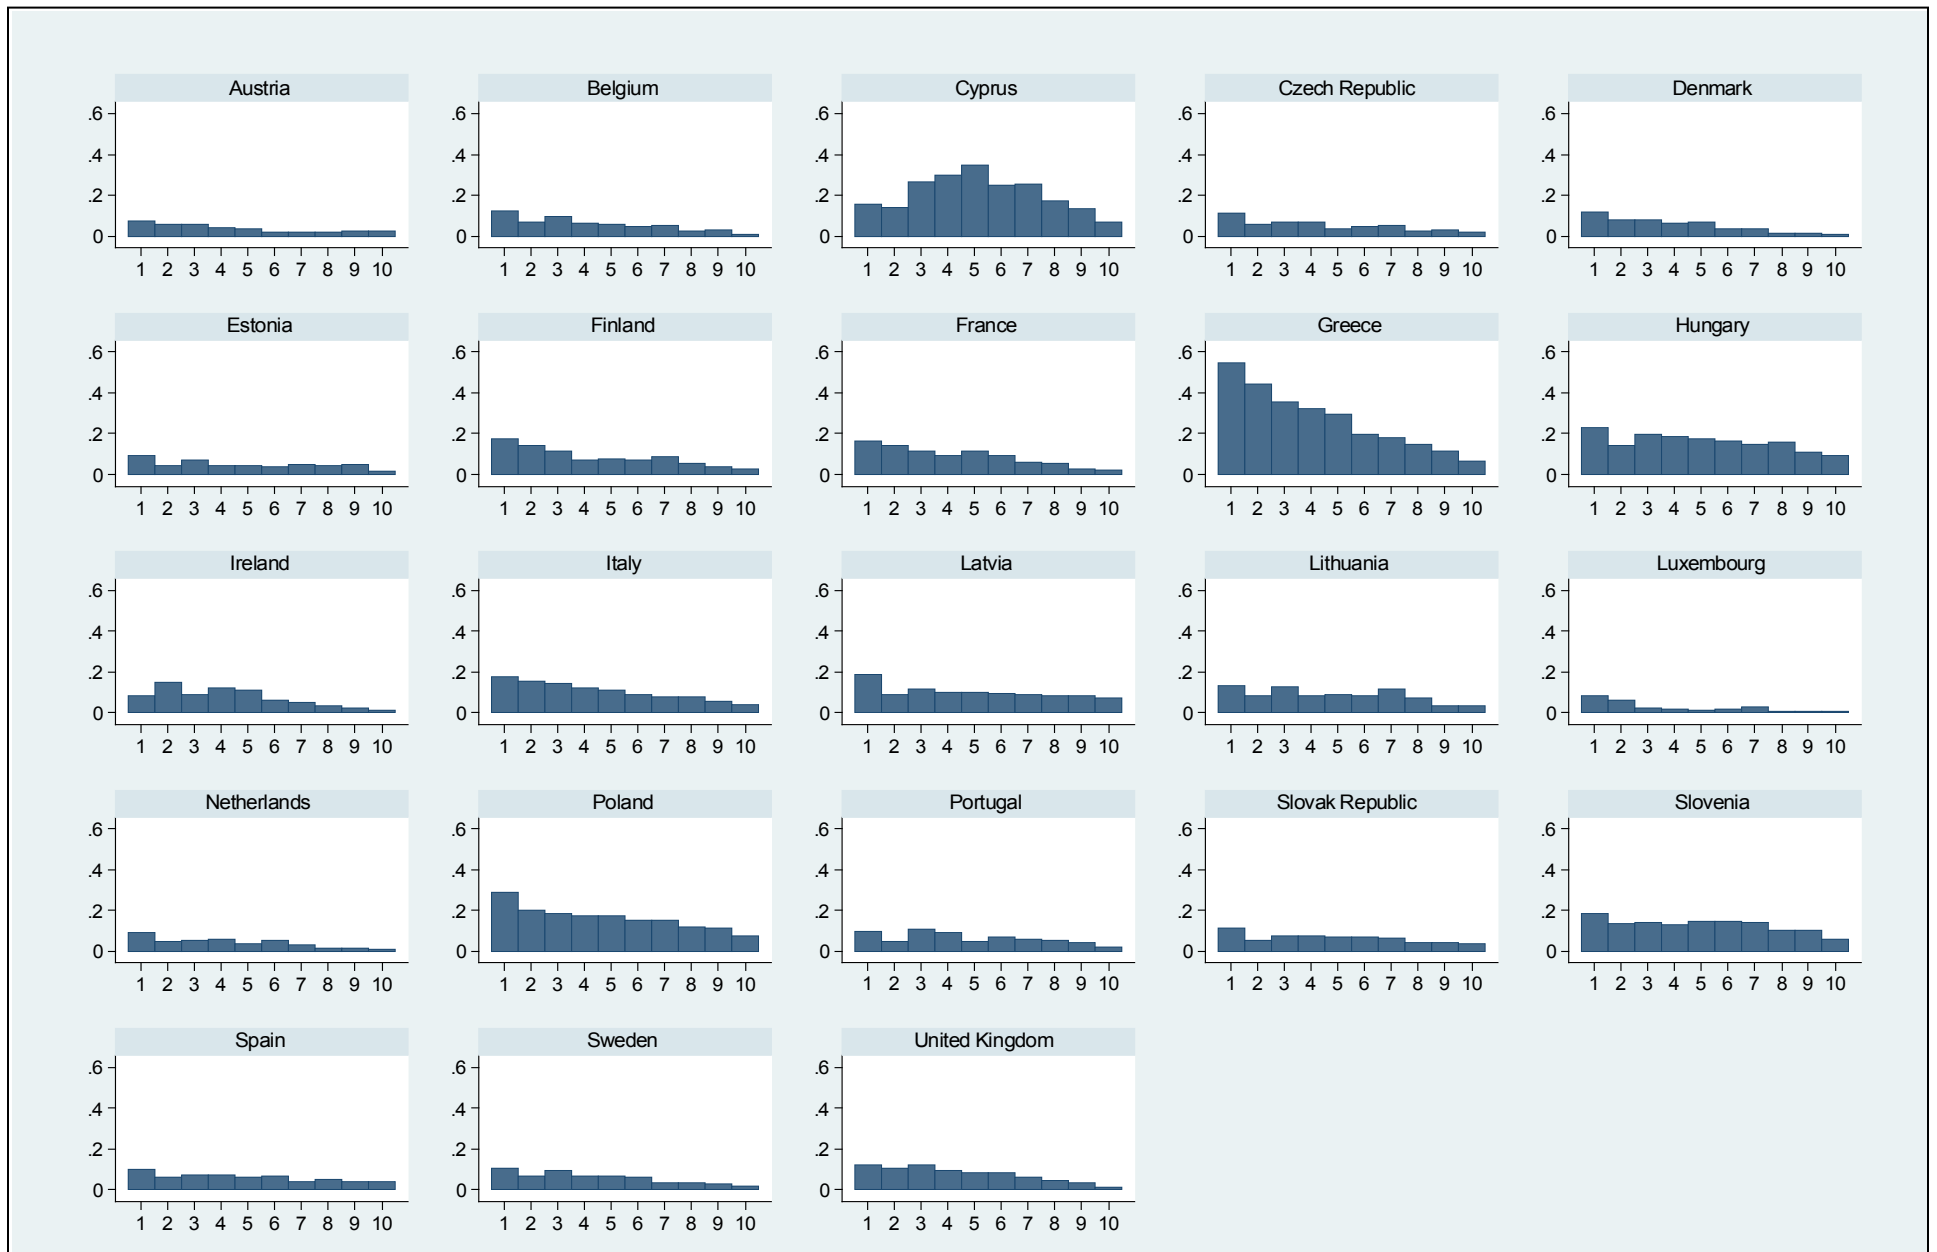 Austria Belgium Cyprus Czech Republic Denmark
.6 .6 .6 .6 .6
.4 .4 .4 .4 .4
.2 .2 .2 .2 .2
0 0 0 0 0
1 2 3 4 5 6 7 8 9 10 1 2 3 4 5 6 7 8 9 10 1 2 3 4 5 6 7 8 9 10 1 2 3 4 5 6 7 8 9 10 1 2 3 4 5 6 7 8 9 10
Estonia Finland France Greece Hungary
.6 .6 .6 .6 .6
.4 .4 .4 .4 .4
.2 .2 .2 .2 .2
0 0 0 0 0
1 2 3 4 5 6 7 8 9 10 1 2 3 4 5 6 7 8 9 10 1 2 3 4 5 6 7 8 9 10 1 2 3 4 5 6 7 8 9 10 1 2 3 4 5 6 7 8 9 10
Ireland Italy Latvia Lithuania Luxembourg
.6 .6 .6 .6 .6
.4 .4 .4 .4 .4
.2 .2 .2 .2 .2
0 0 0 0 0
1 2 3 4 5 6 7 8 9 10 1 2 3 4 5 6 7 8 9 10 1 2 3 4 5 6 7 8 9 10 1 2 3 4 5 6 7 8 9 10 1 2 3 4 5 6 7 8 9 10
Netherlands Poland Portugal Slovak Republic Slovenia
.6 .6 .6 .6 .6
.4 .4 .4 .4 .4
.2 .2 .2 .2 .2
0 0 0 0 0
1 2 3 4 5 6 7 8 9 10 1 2 3 4 5 6 7 8 9 10 1 2 3 4 5 6 7 8 9 10 1 2 3 4 5 6 7 8 9 10 1 2 3 4 5 6 7 8 9 10
Spain Sweden United Kingdom
.6 .6 .6
.4 .4 .4
.2 .2 .2
0 0 0
1 2 3 4 5 6 7 8 9 10 1 2 3 4 5 6 7 8 9 10 1 2 3 4 5 6 7 8 9 10